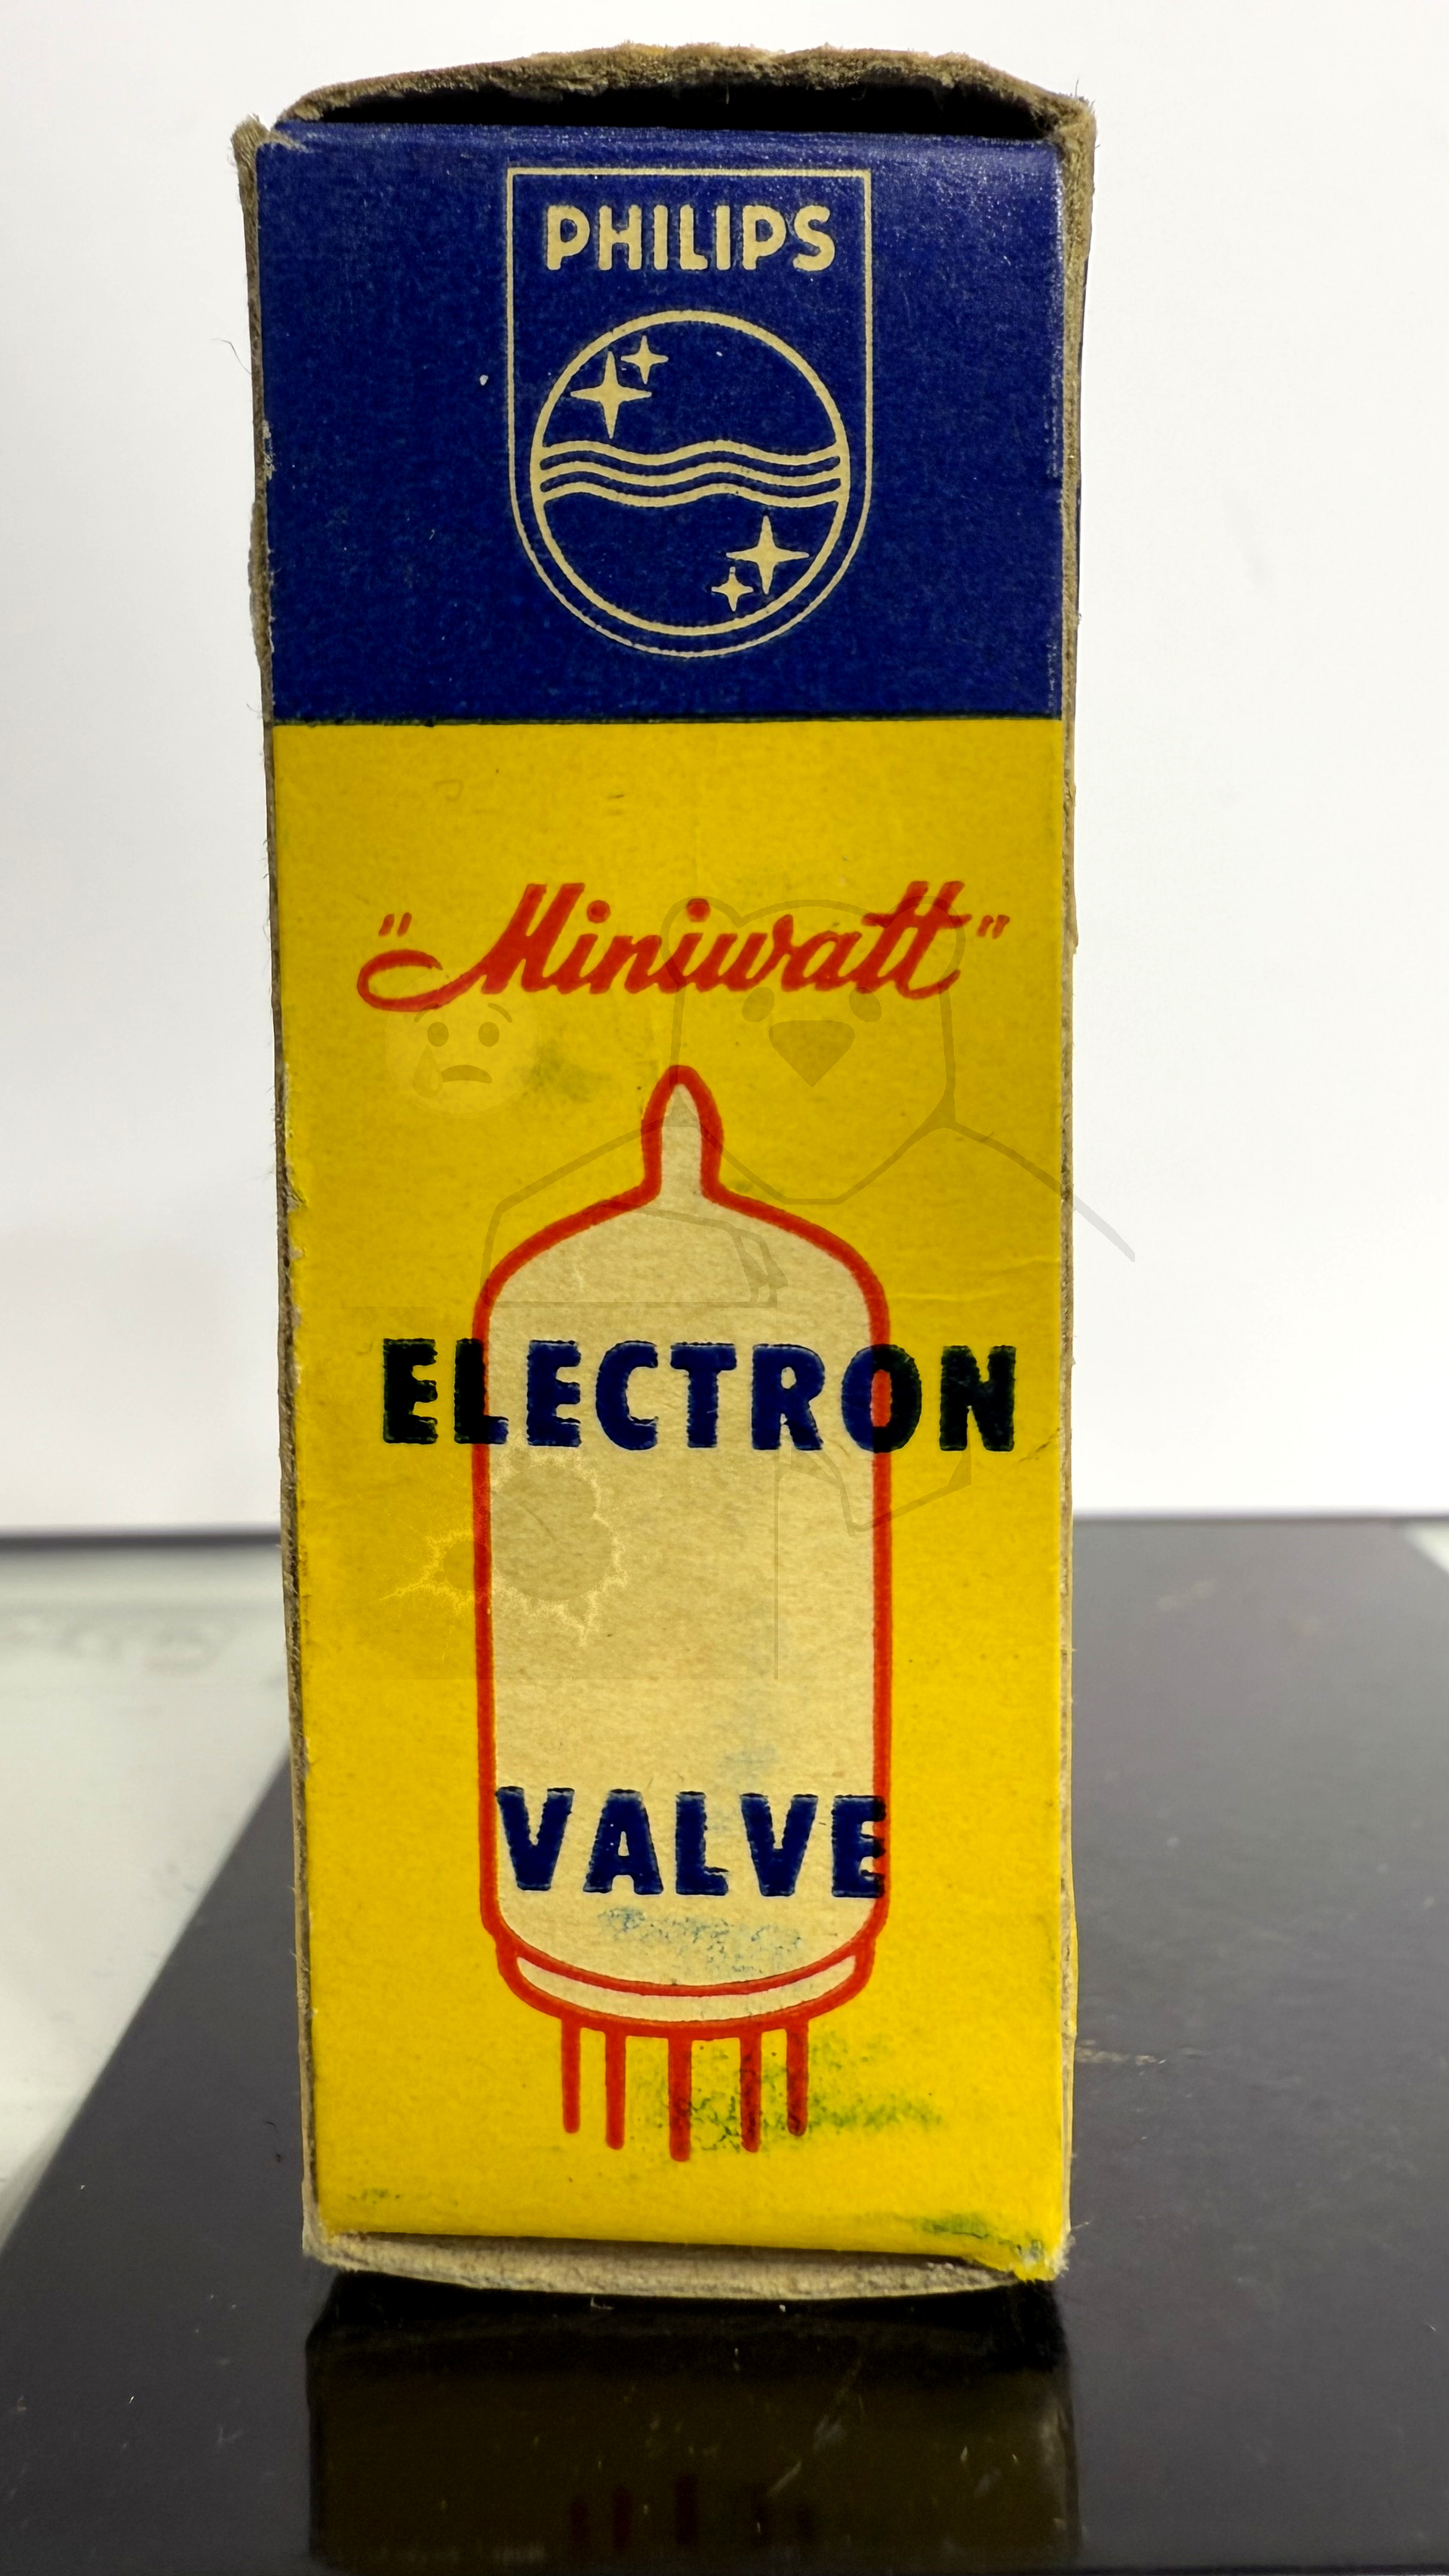 PHILIPS
"Miniwatt"
ELECTRON
VALVE